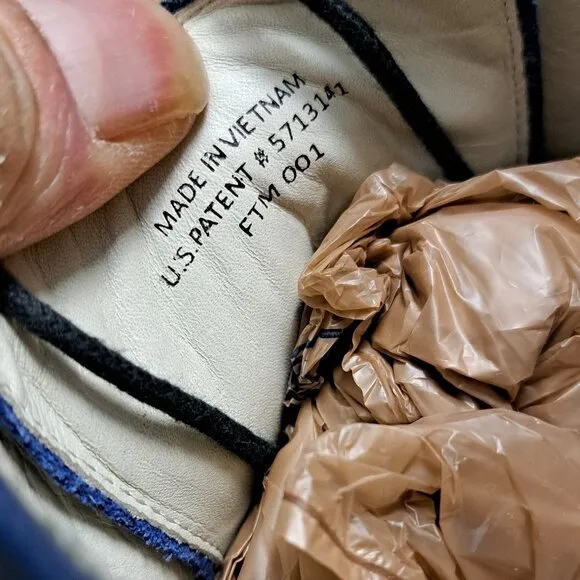 MADE IN VIETNAM
U.S. PATENT # 5713141
FTM 001